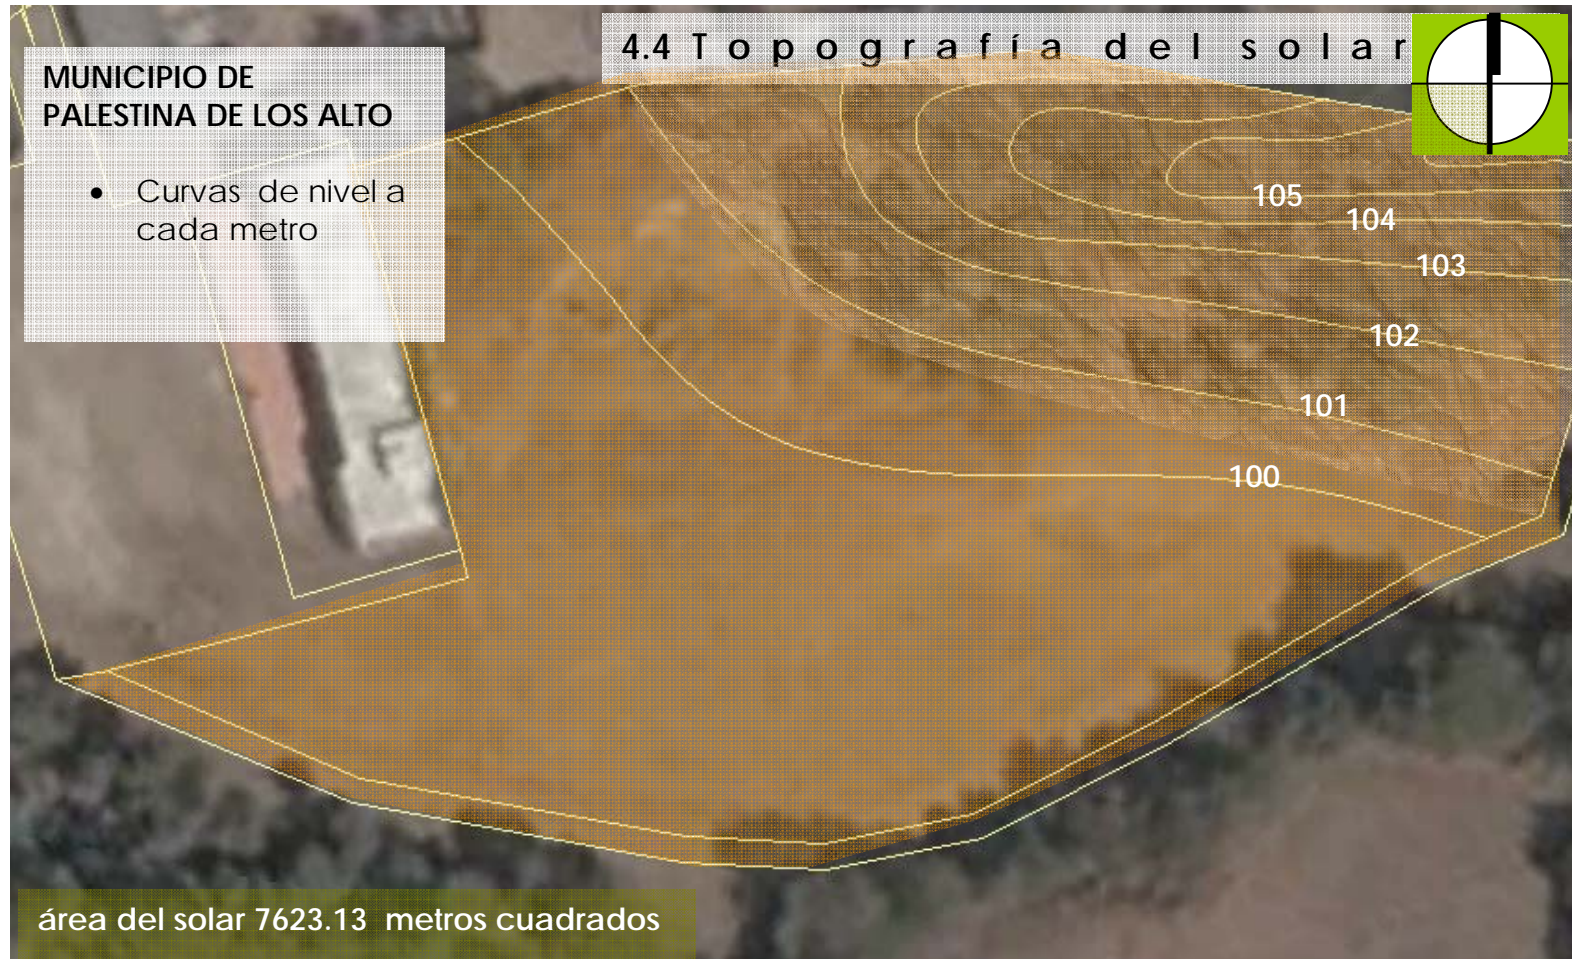 4.4 Topografía del solar
MUNICIPIO DE
PALESTINA DE LOS ALTO
• Curvas de nivel a
cada metro
105
104
103
102
101
100
área del solar 7623.13 metros cuadrados